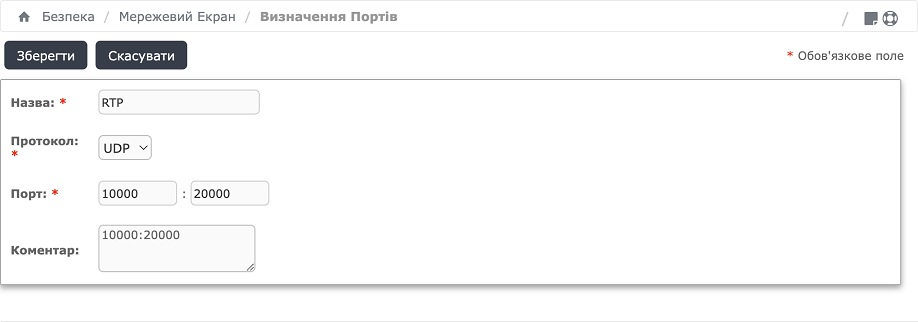 Безпека / Мережевий Екран / Визначення Портів /
Зберегти Скасувати * Обов'язкове поле
Назва: * RTP
Протокол: * UDP
Порт: * 10000 : 20000
Коментар: 10000:20000